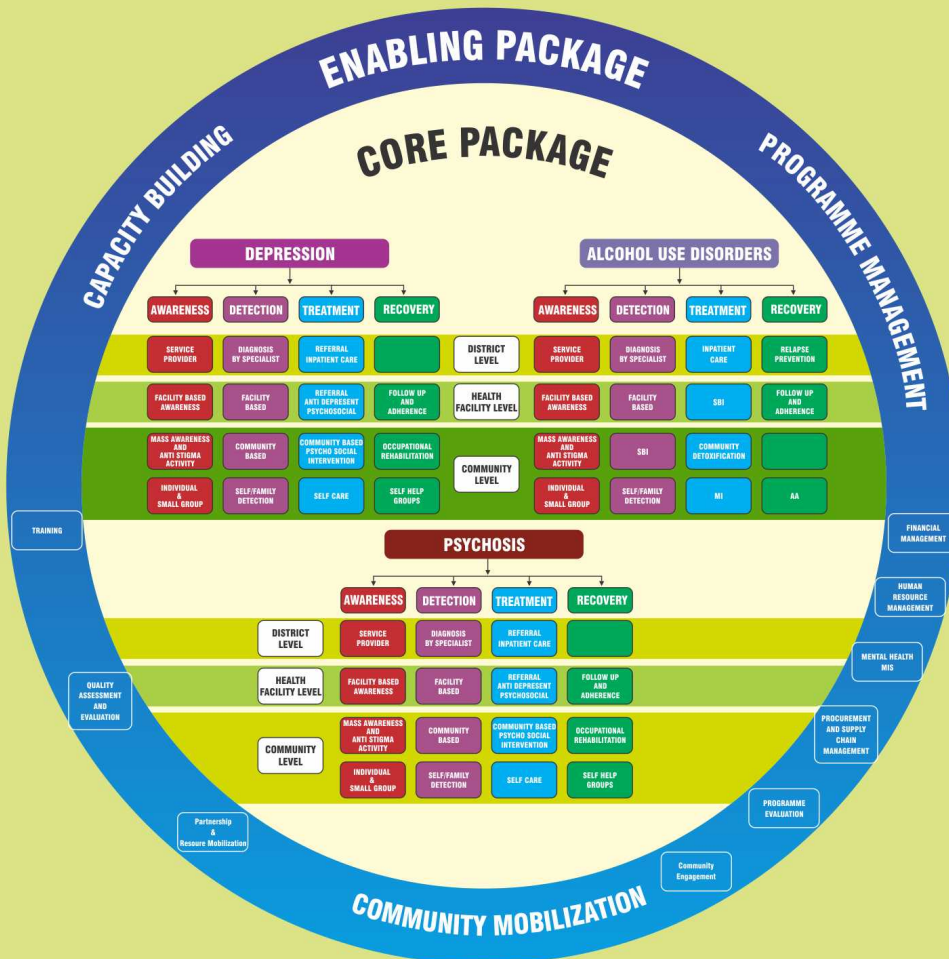 ENABLING PACKAGE
CAPACITY BUILDING
PROGRAMME MANAGEMENT
CORE PACKAGE
DEPRESSION
AWARENESS
DETECTION
TREATMENT
RECOVERY
SERVICE
PROVIDER
DIAGNOSIS
BY SPECIALIST
REFERRAL
INPATIENT CARE
FACILITY BASED
AWARENESS
FACILITY
BASED
REFERRAL
ANTI DEPRESENT
PSYCHOSOCIAL
FOLLOW UP
AND
ADHERENCE
MASS AWARENESS
AND
ANTI STIGMA
ACTIVITY
COMMUNITY
BASED
COMMUNITY BASED
PSYCHO SOCIAL
INTERVENTION
OCCUPATIONAL
REHABILITATION
INDIVIDUAL
&
SMALL GROUP
SELF/FAMILY
DETECTION
SELF CARE
SELF HELP
GROUPS
DISTRICT
LEVEL
HEALTH
FACILITY LEVEL
COMMUNITY
LEVEL
ALCOHOL USE DISORDERS
AWARENESS
DETECTION
TREATMENT
RECOVERY
SERVICE
PROVIDER
DIAGNOSIS
BY SPECIALIST
INPATIENT
CARE
RELAPSE
PREVENTION
FACILITY BASED
AWARENESS
FACILITY
BASED
SBI
FOLLOW UP
AND
ADHERENCE
MASS AWARENESS
AND
ANTI STIGMA
ACTIVITY
SBI
COMMUNITY
DETOXIFICATION
INDIVIDUAL
&
SMALL GROUP
SELF/FAMILY
DETECTION
MI
AA
PSYCHOSIS
AWARENESS
DETECTION
TREATMENT
RECOVERY
DISTRICT
LEVEL
SERVICE
PROVIDER
DIAGNOSIS
BY SPECIALIST
REFERRAL
INPATIENT CARE
HEALTH
FACILITY LEVEL
FACILITY BASED
AWARENESS
FACILITY
BASED
REFERRAL
ANTI DEPRESENT
PSYCHOSOCIAL
FOLLOW UP
AND
ADHERENCE
COMMUNITY
LEVEL
MASS AWARENESS
AND
ANTI STIGMA
ACTIVITY
COMMUNITY
BASED
COMMUNITY BASED
PSYCHO SOCIAL
INTERVENTION
OCCUPATIONAL
REHABILITATION
INDIVIDUAL
&
SMALL GROUP
SELF/FAMILY
DETECTION
SELF CARE
SELF HELP
GROUPS
TRAINING
QUALITY
ASSESSMENT
AND
EVALUATION
Partnership
&
Resoure Mobilization
FINANCIAL
MANAGEMENT
HUMAN
RESOURCE
MANAGEMENT
MENTAL HEALTH
MIS
PROCUREMENT
AND SUPPLY
CHAIN
MANAGEMENT
PROGRAMME
EVALUATION
Community
Engagement
COMMUNITY MOBILIZATION